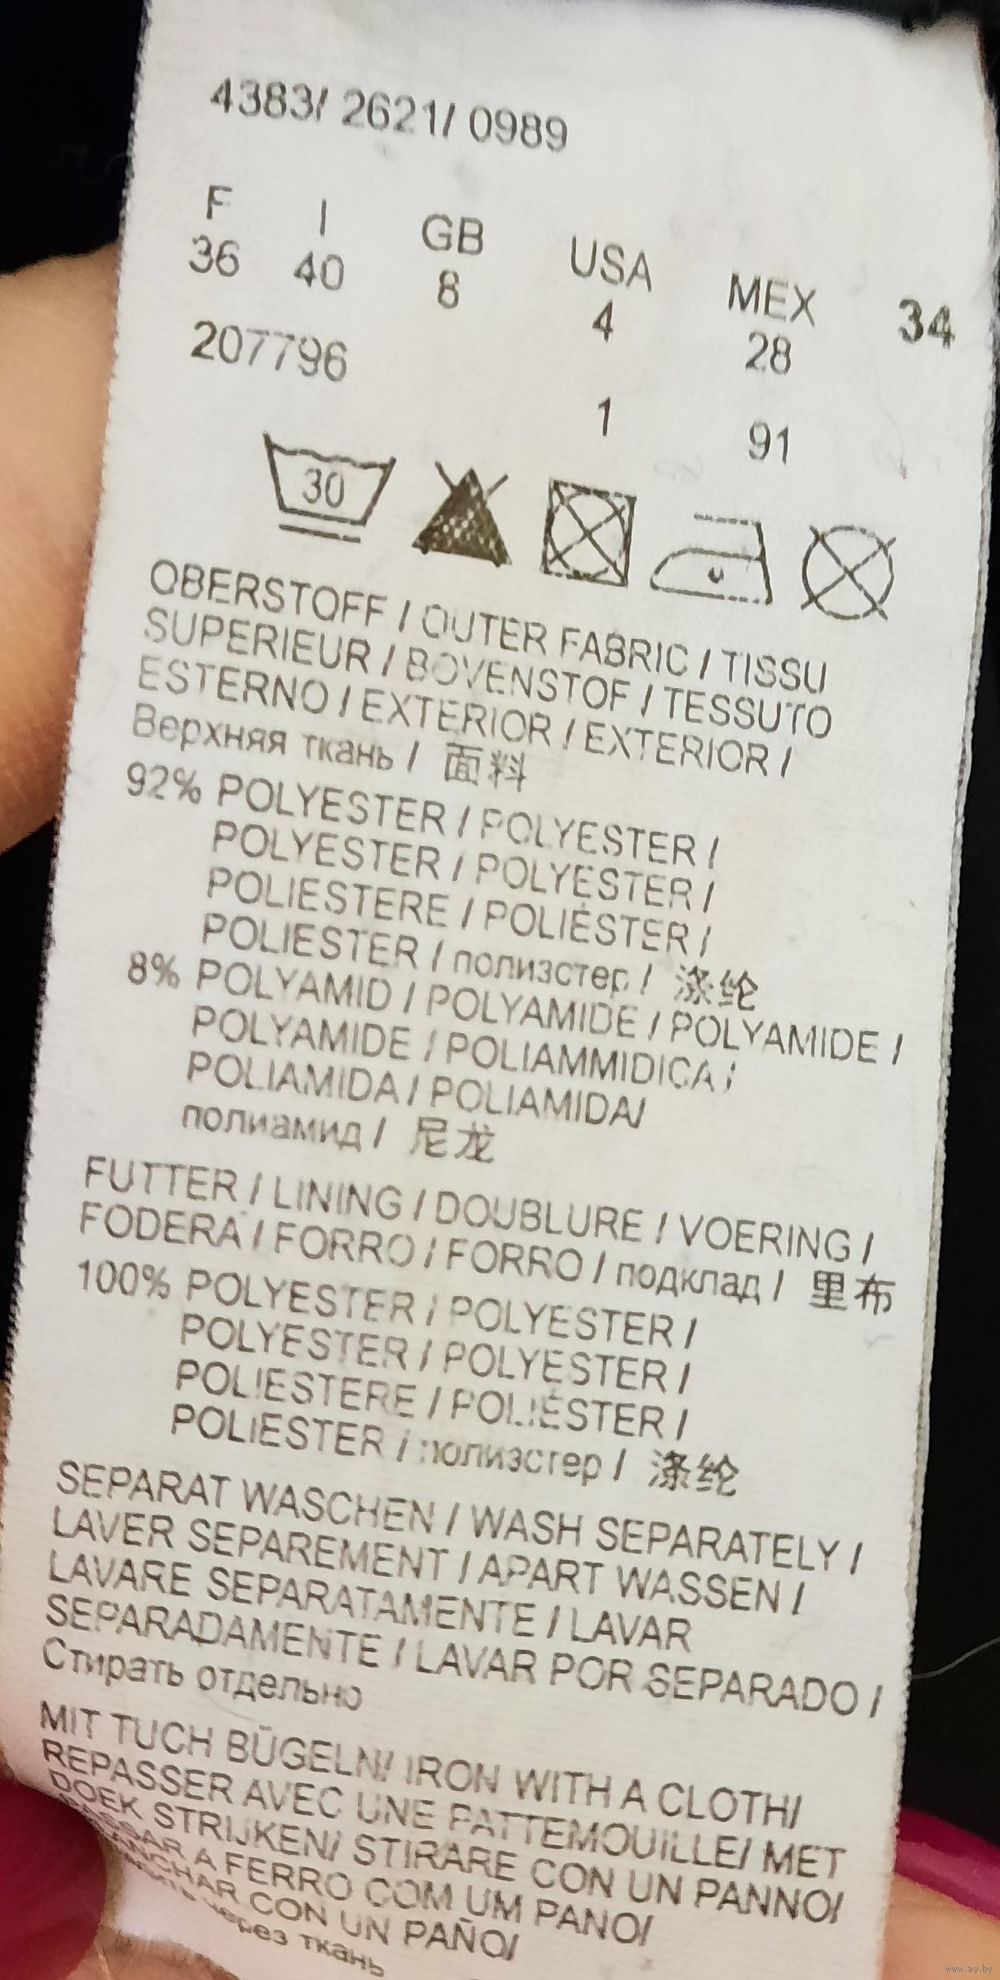 4383/ 2621/ 0989
F I GB USA MEX 34
36 40 8 4 28
207796 1 91
30
OBERSTOFF / OUTER FABRIC / TISSU
SUPERIEUR / BOVENSTOF / TESSUTO
ESTERNO / EXTERIOR / EXTERIOR /
Верхняя ткань / 面料
92% POLYESTER / POLYESTER /
POLYESTER / POLYESTER /
POLIESTERE / POLIÉSTER /
POLIESTER / полиэстер / 涤纶
8% POLYAMID / POLYAMIDE / POLYAMIDE /
POLYAMIDE / POLIAMMIDICA /
POLIAMIDA / POLIAMIDA/
полиамид / 尼龙
FUTTER / LINING / DOUBLURE / VOERING /
FODERA / FORRO / FORRO / подклад / 里布
100% POLYESTER / POLYESTER /
POLYESTER / POLYESTER /
POLIESTERE / POLIÉSTER /
POLIESTER / полиэстер / 涤纶
SEPARAT WASCHEN / WASH SEPARATELY /
LAVER SEPAREMENT / APART WASSEN /
LAVARE SEPARATAMENTE / LAVAR
SEPARADAMENTE / LAVAR POR SEPARADO /
Стирать отдельно
MIT TUCH BÜGELN/ IRON WITH A CLOTH/
REPASSER AVEC UNE PATTEMOUILLE/ MET
DOEK STRIJKEN/ STIRARE CON UN PANNO/
PASSAR A FERRO COM UM PANO/
PLANCHAR CON UN PAÑO/
через ткань
www.ay.by